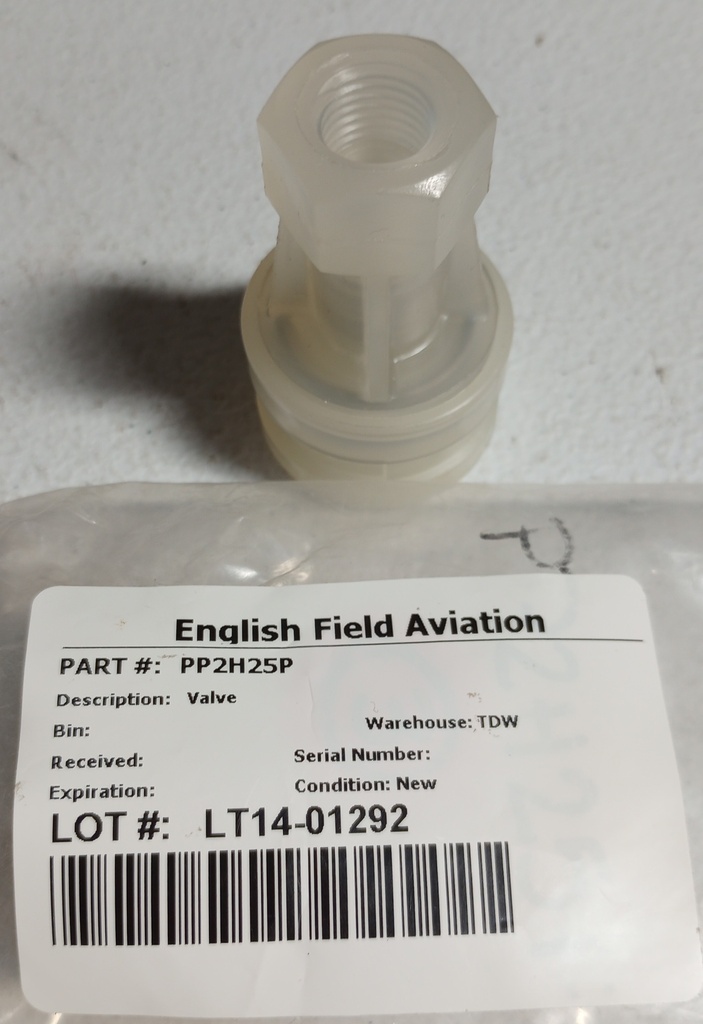 English Field Aviation
PART #: PP2H25P
Description: Valve
Bin:
Warehouse: TDW
Received:
Serial Number:
Expiration:
Condition: New
LOT #: LT14-01292